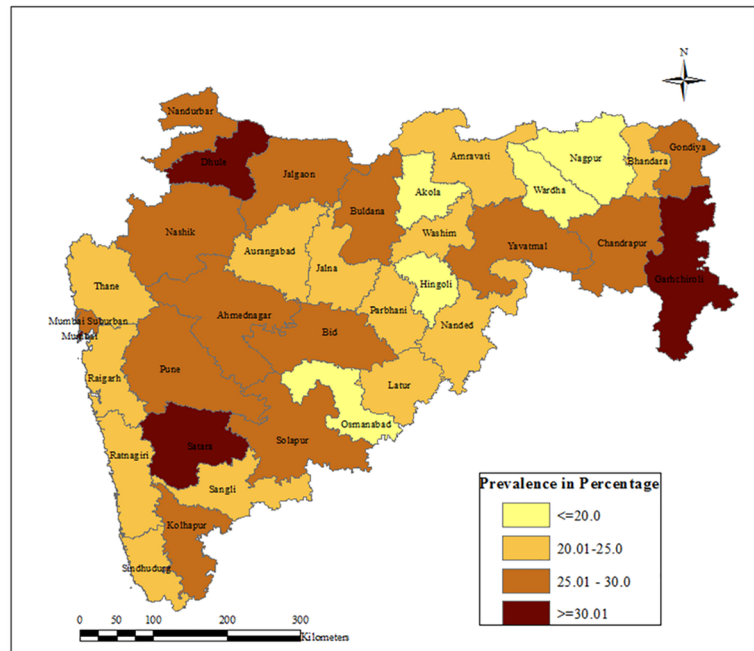 N
Nandurbar
Dhule
Jalgaon
Buldana
Akola
Amravati
Wardha
Nagpur
Bhandara
Gondiya
Nashik
Aurangabad
Jalna
Washim
Yavatmal
Chandrapur
Garhchiroli
Thane
Hingoli
Parbhani
Nanded
Mumbai Suburban
Mumbai
Ahmednagar
Bid
Raigarh
Pune
Latur
Osmanabad
Ratnagiri
Satara
Solapur
Sangli
Kolhapur
Sindhudurg
Prevalence in Percentage
<=20.0
20.01-25.0
25.01 - 30.0
>=30.01
0 50 100 200 300
Kilometers